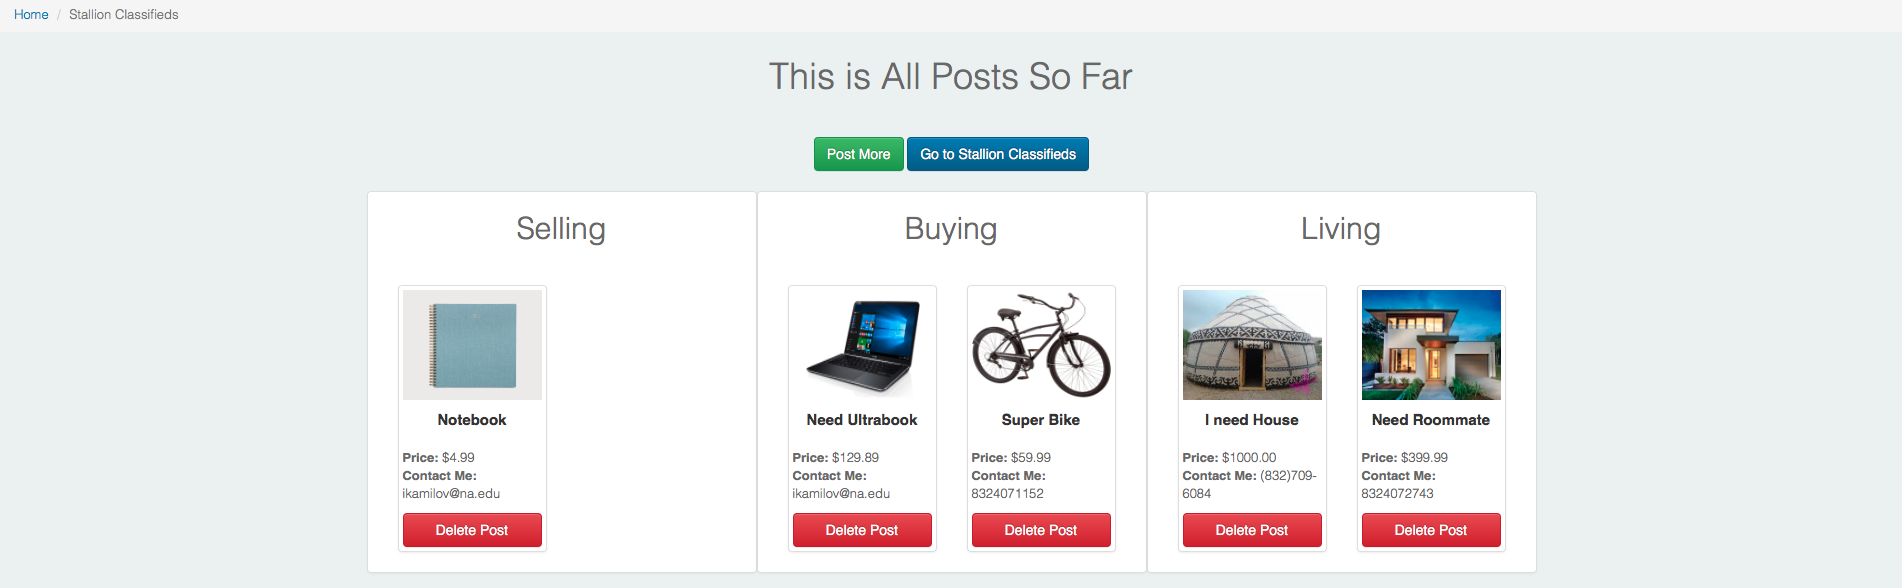 Home / Stallion Classifieds
This is All Posts So Far
Post More
Go to Stallion Classifieds
Selling
Notebook
Price: $4.99
Contact Me:
ikamilov@na.edu
Delete Post
Buying
Need Ultrabook
Price: $129.89
Contact Me:
ikamilov@na.edu
Delete Post
Super Bike
Price: $59.99
Contact Me:
8324071152
Delete Post
Living
I need House
Price: $1000.00
Contact Me: (832)709-
6084
Delete Post
Need Roommate
Price: $399.99
Contact Me:
8324072743
Delete Post